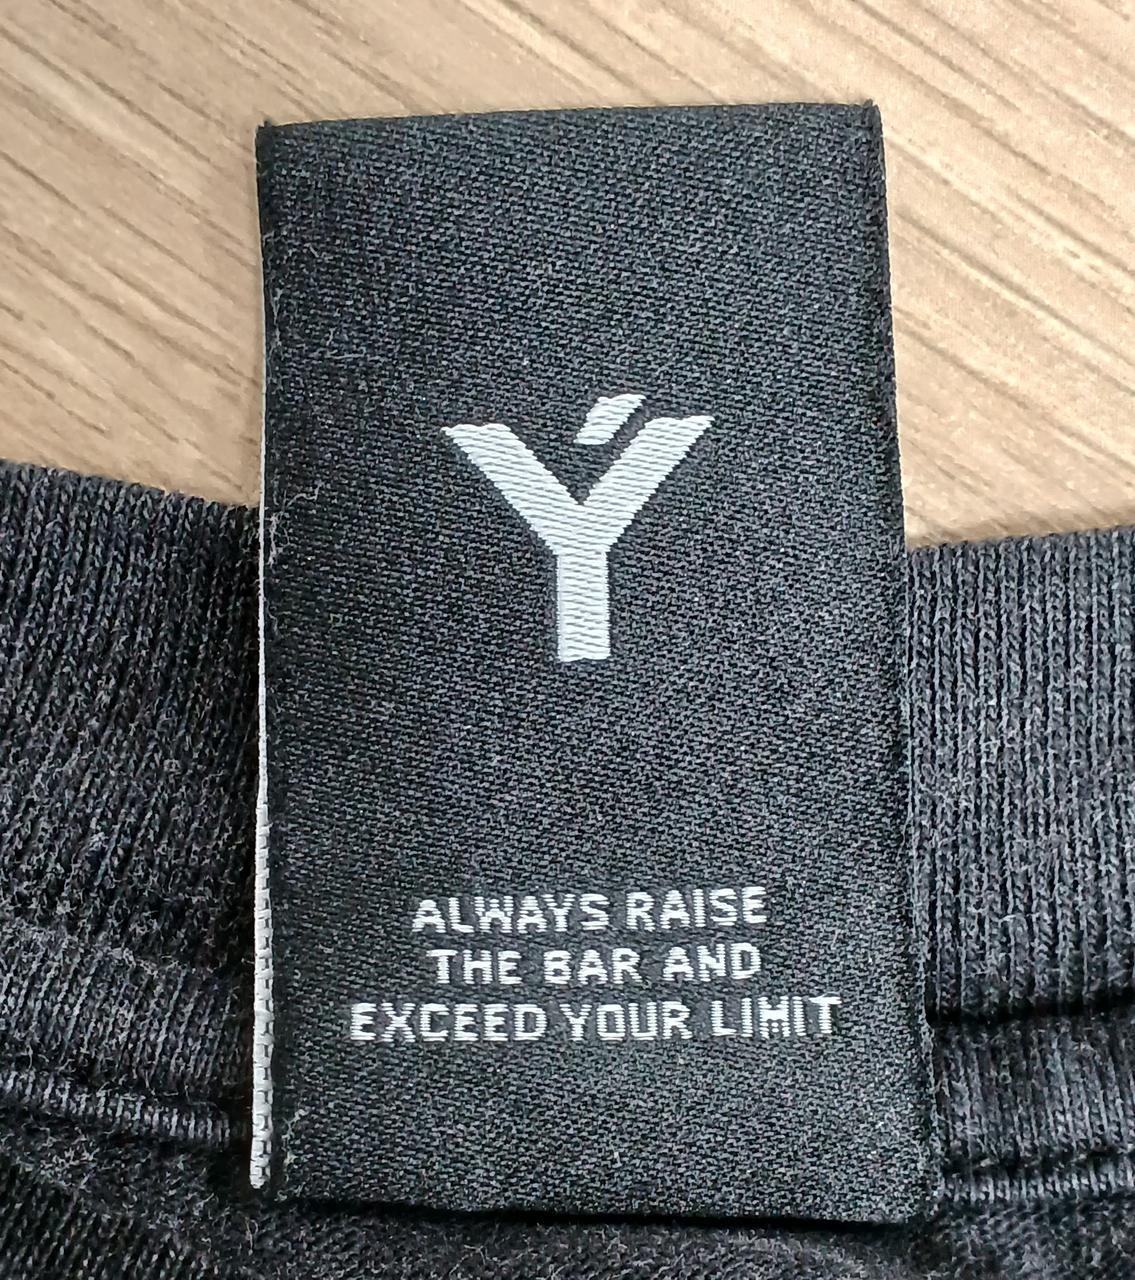 Ý
ALWAYS RAISE
THE BAR AND
EXCEED YOUR LIMIT